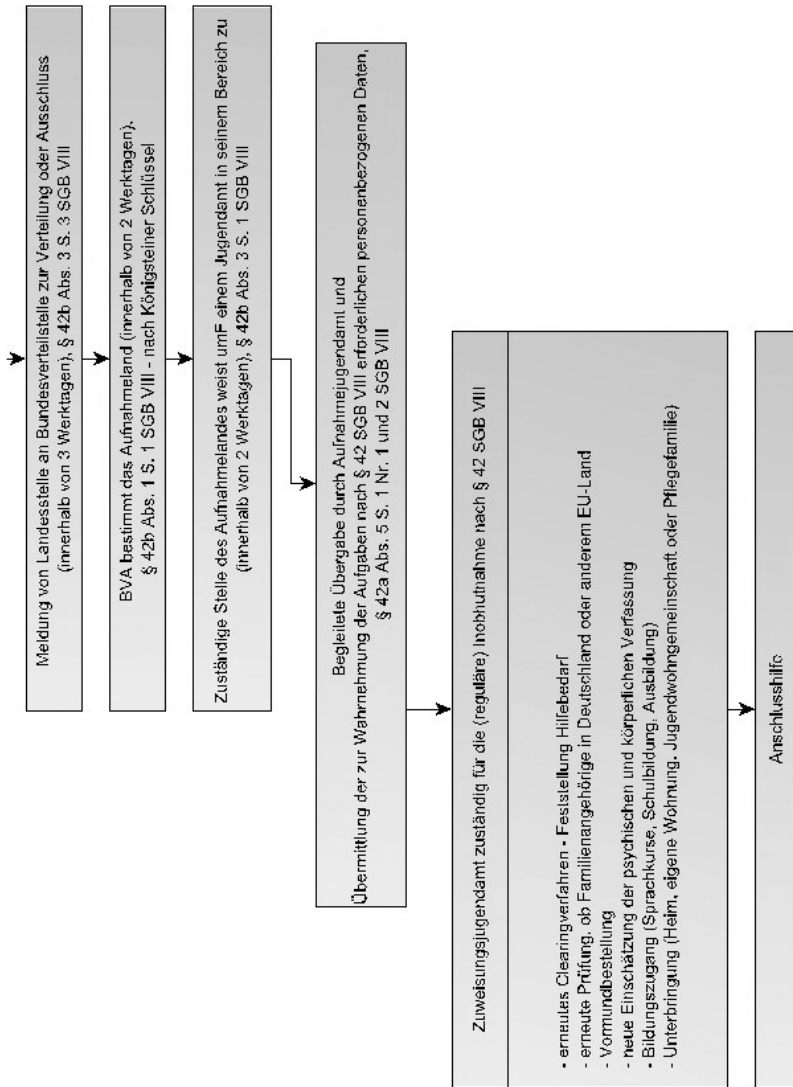 Meldung von Landesstelle an Bundesverteilstelle zur Verteilung oder Ausschluss
(innerhalb von 3 Werktagen), § 42b Abs. 3 S. 3 SGB VIII
BVA bestimmt das Aufnahmeland (innerhalb von 2 Werktagen),
§ 42b Abs. 1 S. 1 SGB VIII - nach Königsteiner Schlüssel
Zuständige Stelle des Aufnahmelandes weist umF einem Jugendamt in seinem Bereich zu
(innerhalb von 2 Werktagen), § 42b Abs. 3 S. 1 SGB VIII
Begleitete Übergabe durch Aufnahmejugendamt und
Übermittlung der zur Wahrnehmung der Aufgaben nach § 42 SGB VIII erforderlichen personenbezogenen Daten,
§ 42a Abs. 5 S. 1 Nr. 1 und 2 SGB VIII
Zuweisungsjugendamt zuständig für die (reguläre) Inobhutnahme nach § 42 SGB VIII
- erneutes Clearingverfahren - Feststellung Hilfebedarf
- erneute Prüfung, ob Familienangehörige in Deutschland oder anderem EU-Land
- Vormundbestellung
- neue Einschätzung der psychischen und körperlichen Verfassung
- Bildungszugang (Sprachkurse, Schulbildung, Ausbildung)
- Unterbringung (Heim, eigene Wohnung, Jugendwohngemeinschaft oder Pflegefamilie)
Anschlusshilfe